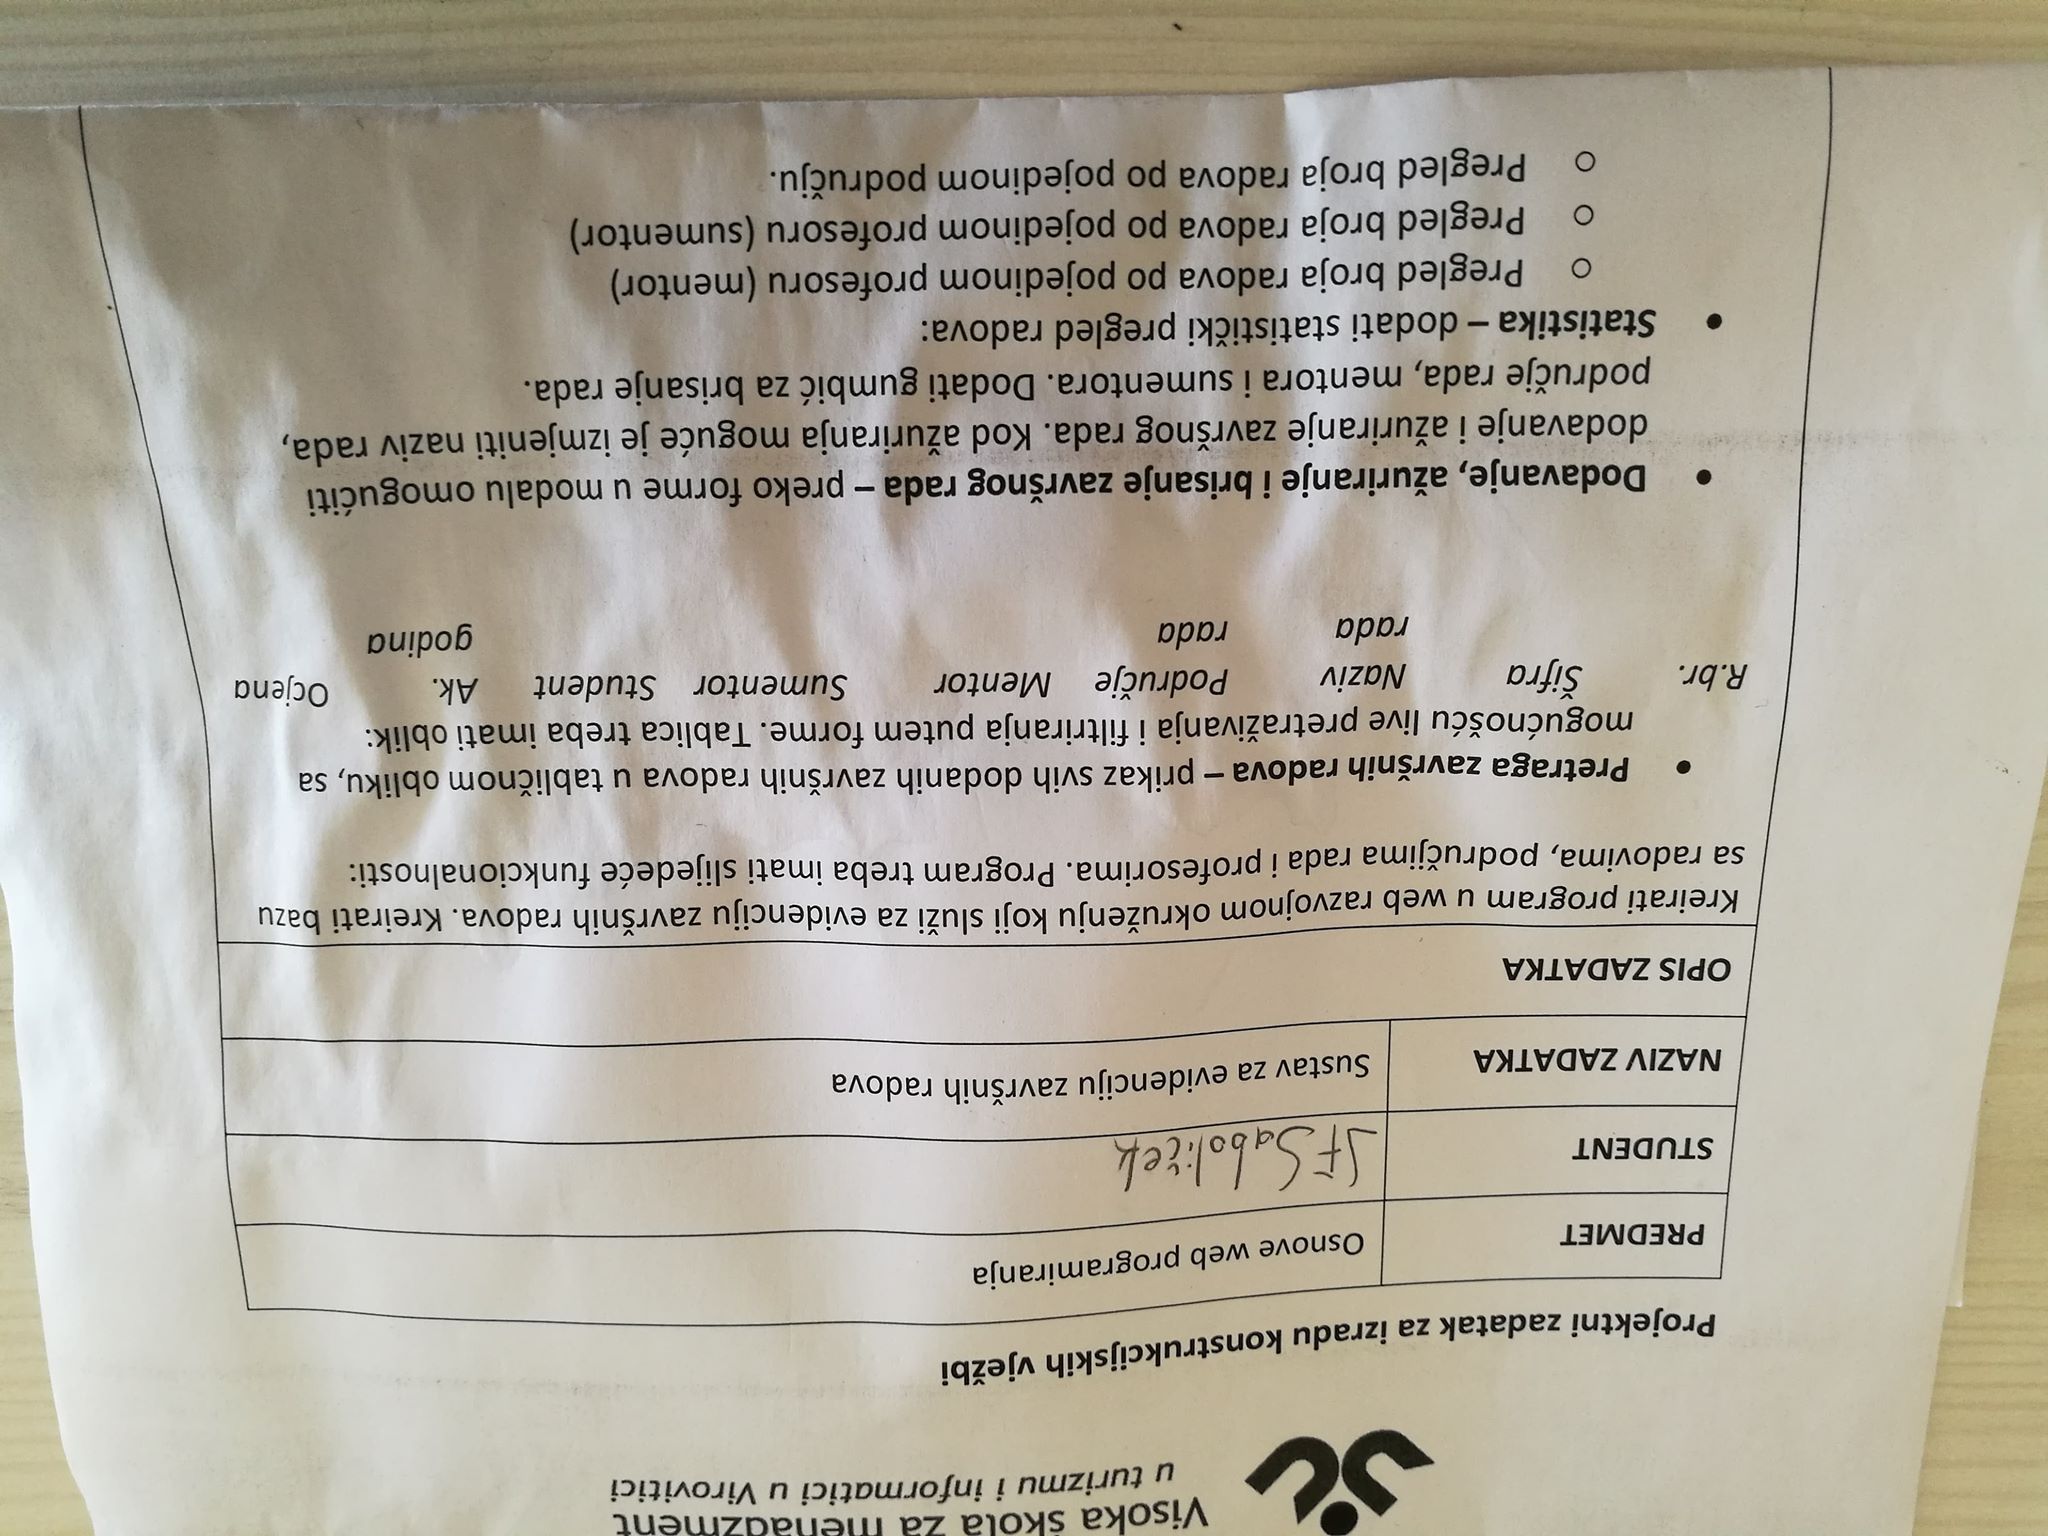 Visoka škola za menadžment
u turizmu i informatici u Virovitici
Projektni zadatak za izradu konstrukcijskih vježbi
PREDMET Osnove web programiranja
STUDENT SFSaboliček
NAZIV ZADATKA Sustav za evidenciju završnih radova
OPIS ZADATKA
Kreirati program u web razvojnom okruženju koji služi za evidenciju završnih radova. Kreirati bazu
sa radovima, područjima rada i profesorima. Program treba imati slijedeće funkcionalnosti:
• Pretraga završnih radova – prikaz svih dodanih završnih radova u tabličnom obliku, sa
mogućnošću live pretraživanja i filtriranja putem forme. Tablica treba imati oblik:
R.br. Šifra Naziv Područje Mentor Sumentor Student Ak. Ocjena
rada rada godina
• Dodavanje, ažuriranje i brisanje završnog rada – preko forme u modalu omogućiti
dodavanje i ažuriranje završnog rada. Kod ažuriranja moguće je izmjeniti naziv rada,
područje rada, mentora i sumentora. Dodati gumbić za brisanje rada.
• Statistika – dodati statistički pregled radova:
o Pregled broja radova po pojedinom profesoru (mentor)
o Pregled broja radova po pojedinom profesoru (sumentor)
o Pregled broja radova po pojedinom području.